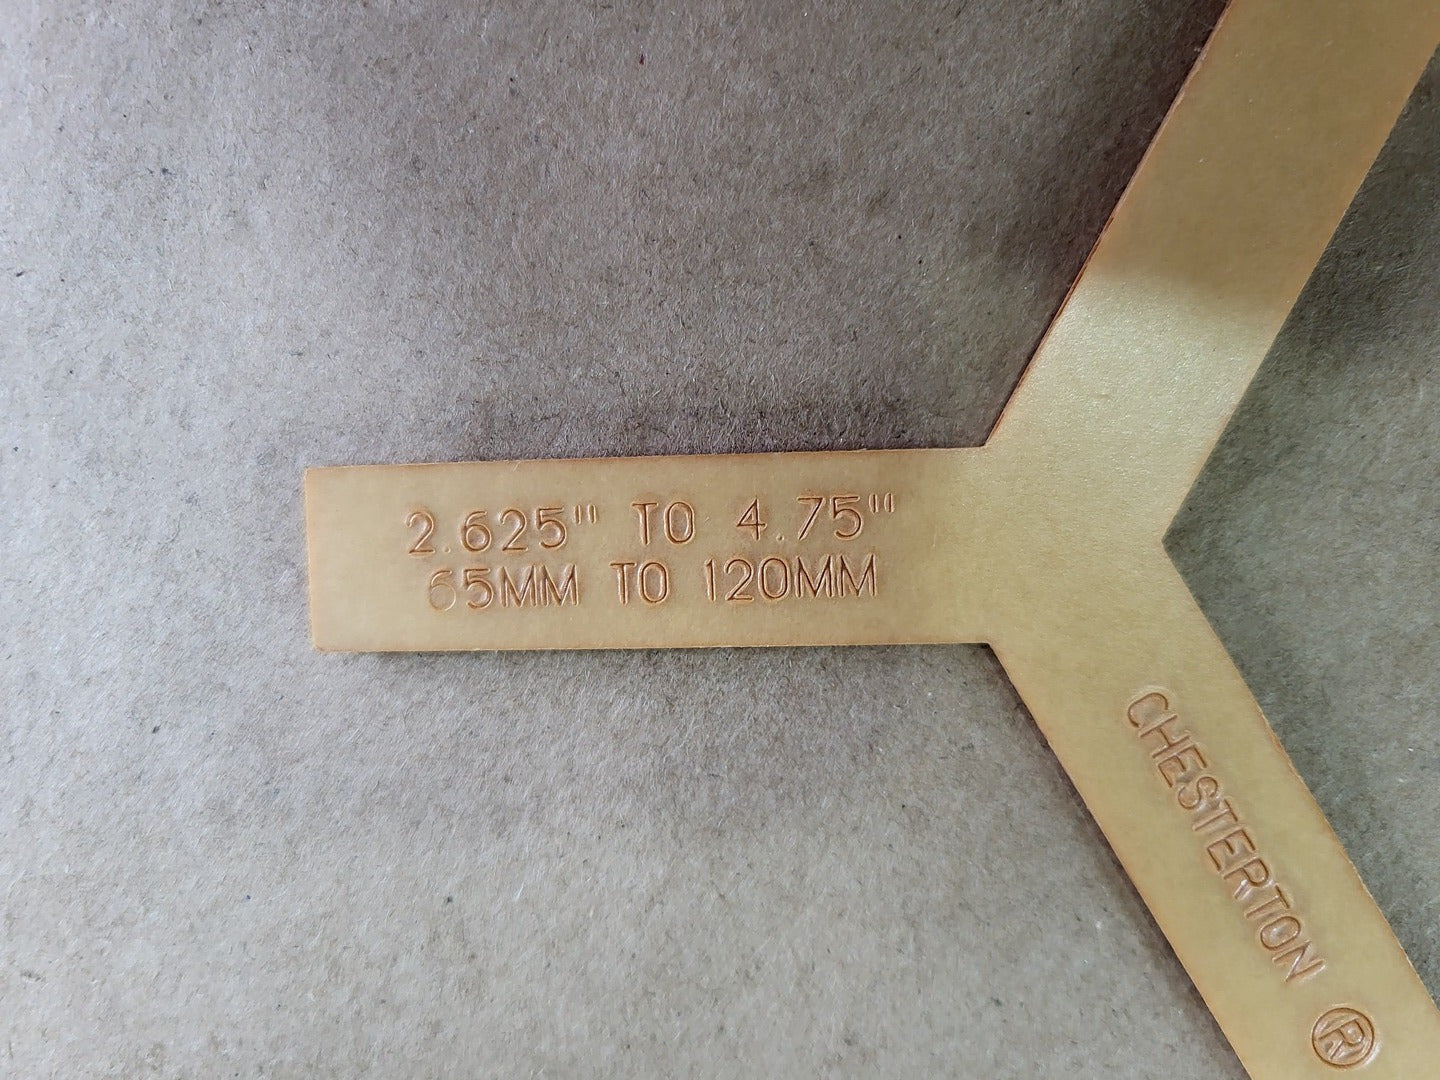 2.625" TO 4.75"
65MM TO 120MM
CHESTERTON ®